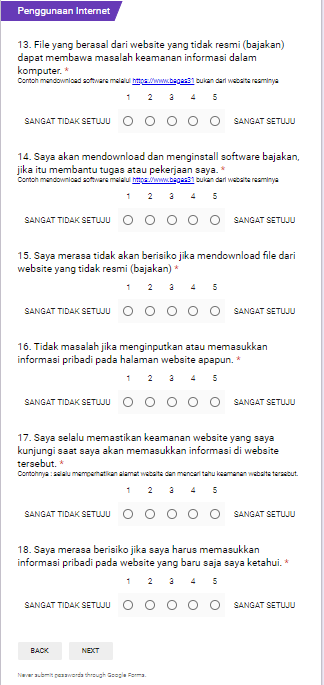 Penggunaan Internet
13. File yang berasal dari website yang tidak resmi (bajakan)
dapat membawa masalah keamanan informasi dalam
komputer. *
Contoh mendownload software melalui https://www.bagas31 bukan dari website resminya
1 2 3 4 5
SANGAT TIDAK SETUJU SANGAT SETUJU
14. Saya akan mendownload dan menginstall software bajakan,
jika itu membantu tugas atau pekerjaan saya. *
Contoh mendownload software melalui https://www.bagas31 bukan dari website resminya
1 2 3 4 5
SANGAT TIDAK SETUJU SANGAT SETUJU
15. Saya merasa tidak akan berisiko jika mendownload file dari
website yang tidak resmi (bajakan) *
1 2 3 4 5
SANGAT TIDAK SETUJU SANGAT SETUJU
16. Tidak masalah jika menginputkan atau memasukkan
informasi pribadi pada halaman website apapun. *
1 2 3 4 5
SANGAT TIDAK SETUJU SANGAT SETUJU
17. Saya selalu memastikan keamanan website yang saya
kunjungi saat saya akan memasukkan informasi di website
tersebut. *
Contohnya : selalu memperhatikan alamat website dan mencari tahu keamanan website tersebut.
1 2 3 4 5
SANGAT TIDAK SETUJU SANGAT SETUJU
18. Saya merasa berisiko jika saya harus memasukkan
informasi pribadi pada website yang baru saja saya ketahui. *
1 2 3 4 5
SANGAT TIDAK SETUJU SANGAT SETUJU
BACK NEXT
Never submit passwords through Google Forms.